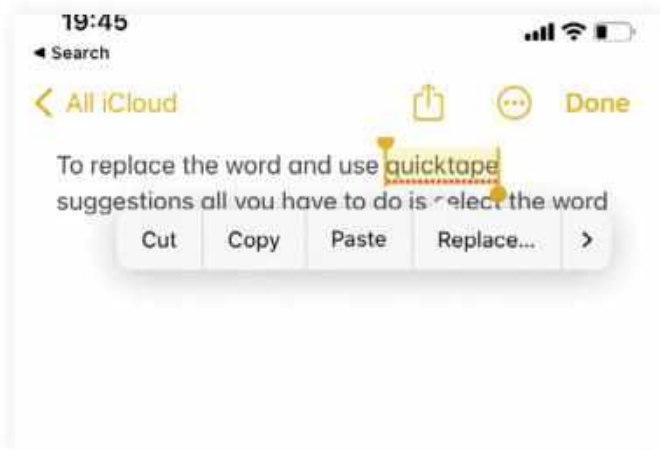 19:45
◀ Search
All iCloud
Done
To replace the word and use quicktape
suggestions all you have to do is select the word
Cut
Copy
Paste
Replace...
>